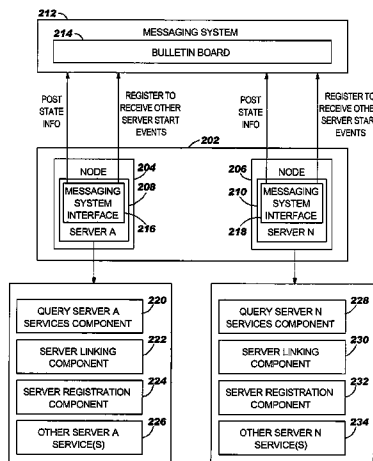 212
MESSAGING SYSTEM
214
BULLETIN BOARD
POST
STATE
INFO
REGISTER TO
RECEIVE OTHER
SERVER START
EVENTS
POST
STATE
INFO
REGISTER TO
RECEIVE OTHER
SERVER START
EVENTS
202
204
NODE
208
MESSAGING
SYSTEM
INTERFACE
216
SERVER A
206
NODE
210
MESSAGING
SYSTEM
INTERFACE
218
SERVER N
220
QUERY SERVER A
SERVICES COMPONENT
222
SERVER LINKING
COMPONENT
224
SERVER REGISTRATION
COMPONENT
226
OTHER SERVER A
SERVICE(S)
228
QUERY SERVER N
SERVICES COMPONENT
230
SERVER LINKING
COMPONENT
232
SERVER REGISTRATION
COMPONENT
234
OTHER SERVER N
SERVICE(S)